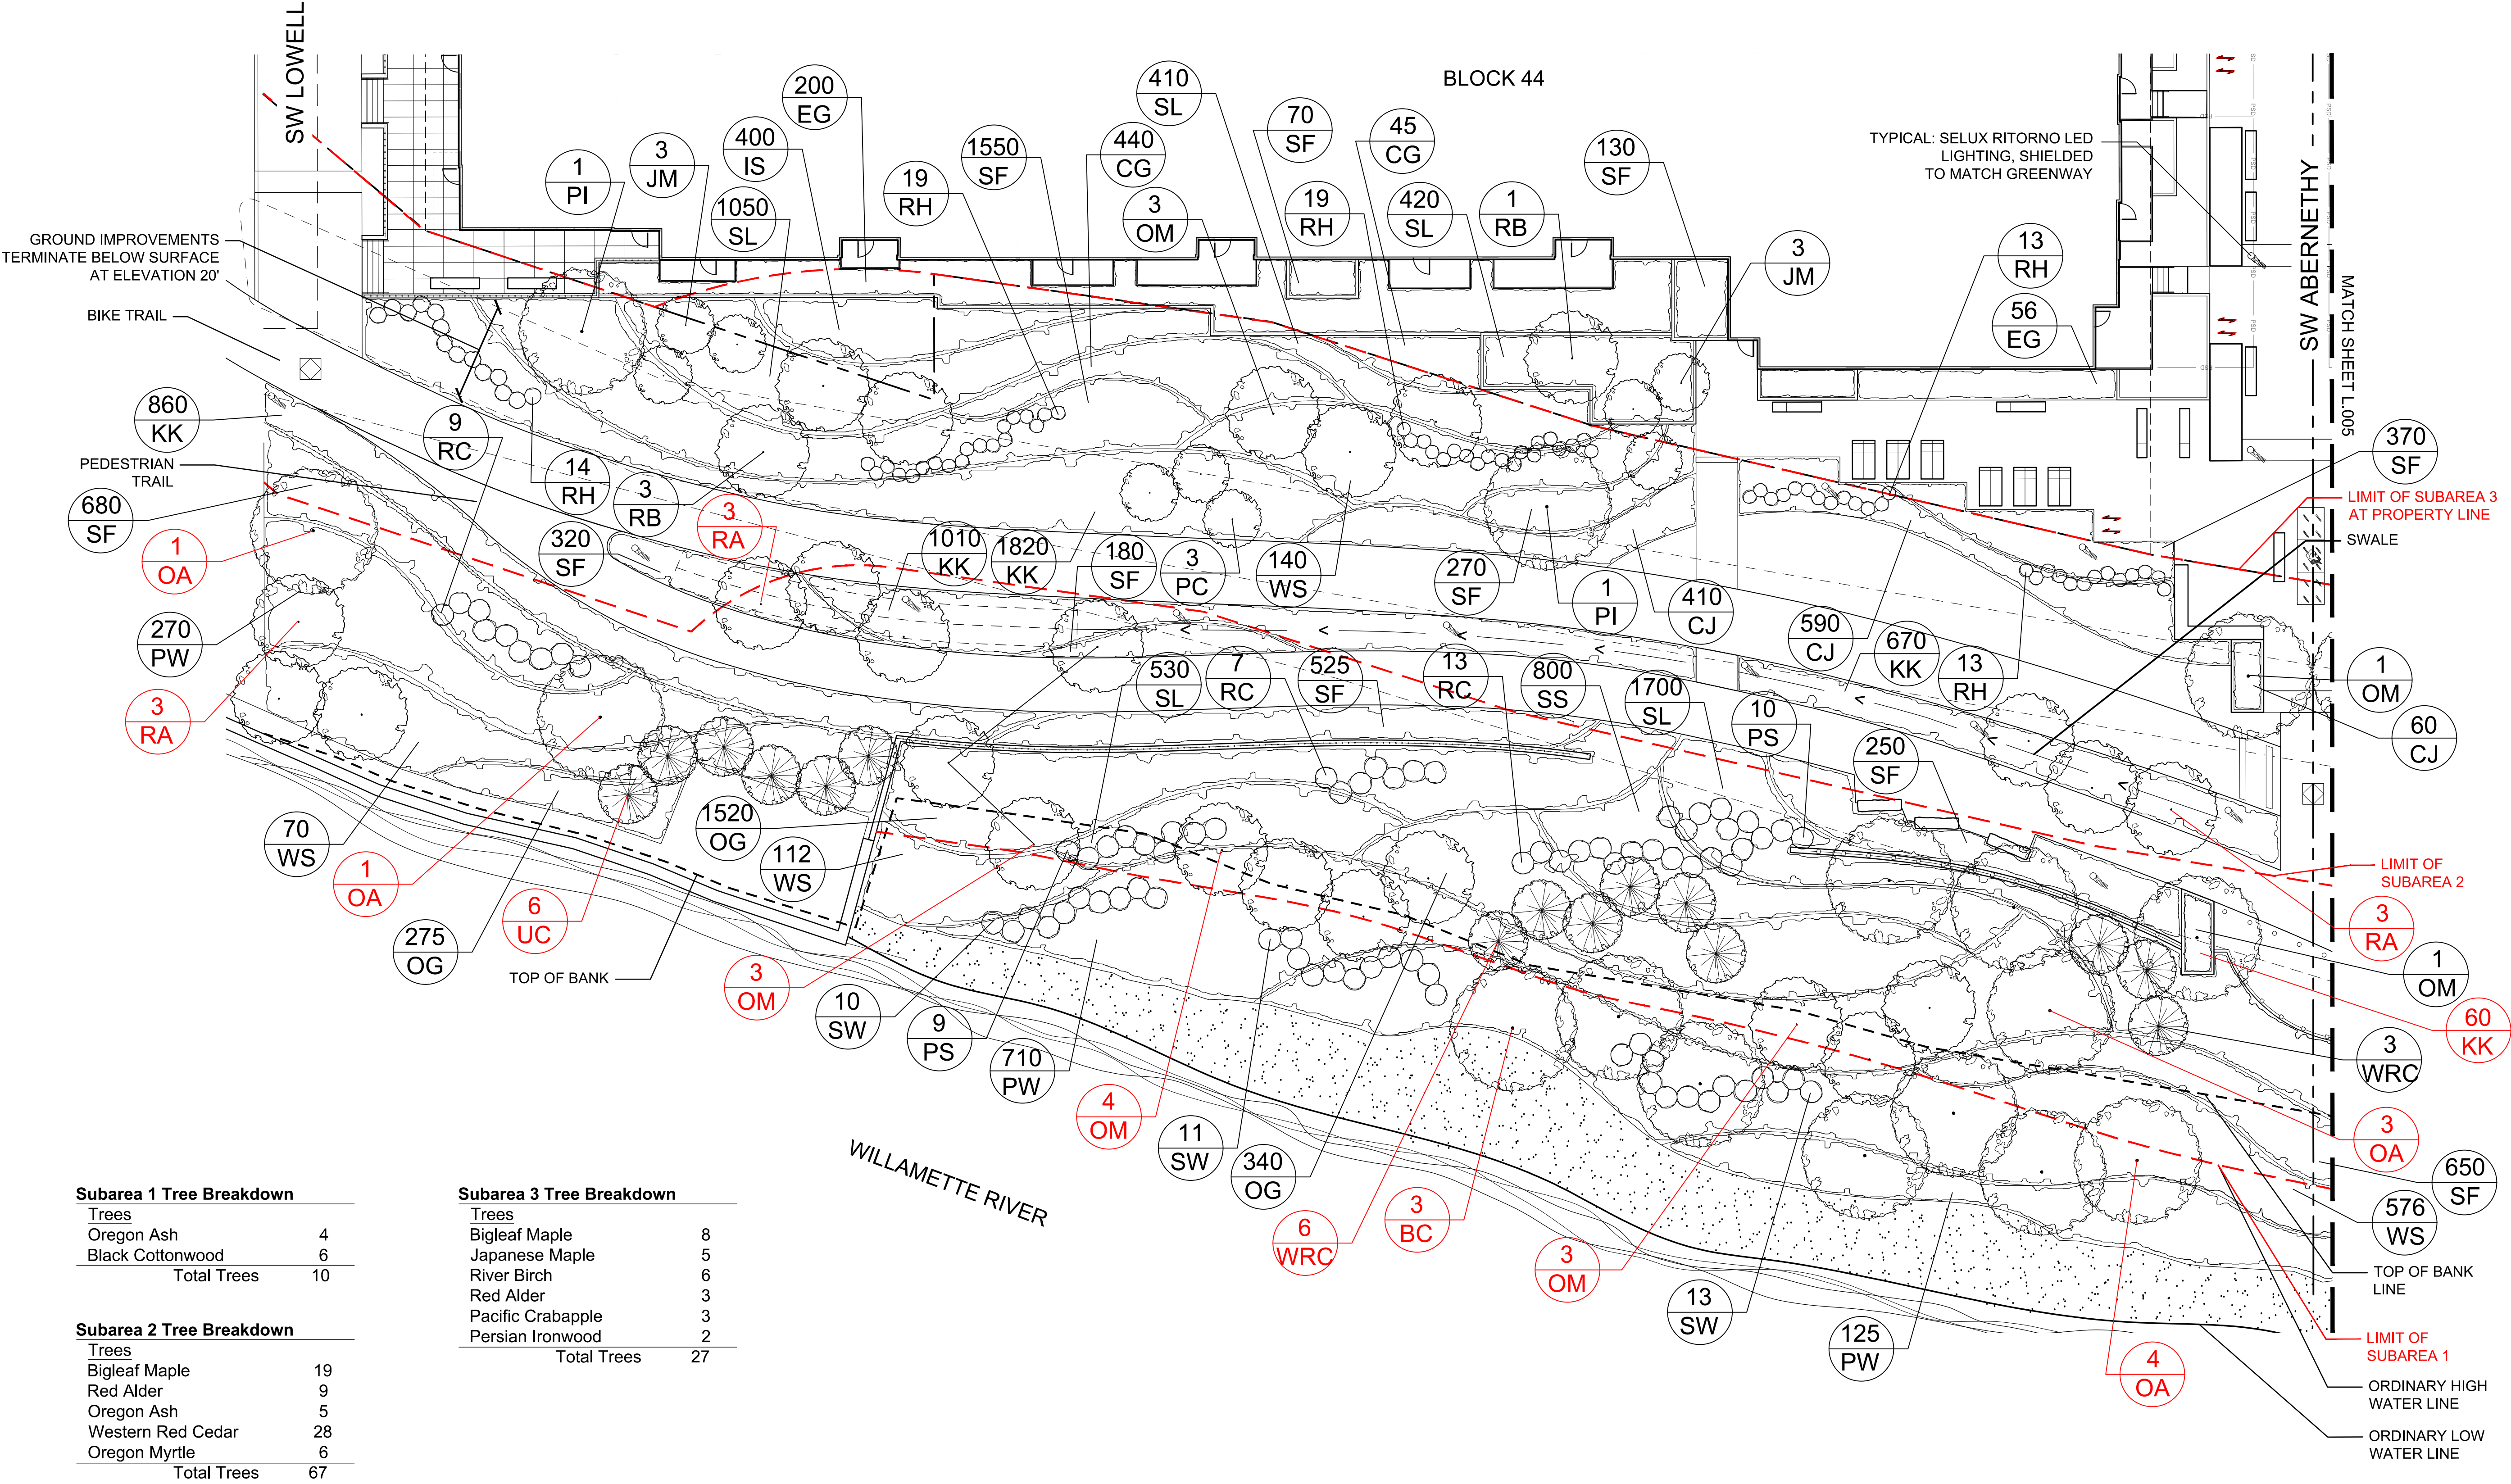 SW LOWELL
BLOCK 44
200
EG
410
SL
1
PI
3
JM
400
IS
1050
SL
19
RH
1550
SF
440
CG
3
OM
70
SF
19
RH
45
CG
420
SL
1
RB
130
SF
3
JM
TYPICAL: SELUX RITORNO LED
LIGHTING, SHIELDED
TO MATCH GREENWAY
13
RH
56
EG
SW ABERNETHY
MATCH SHEET L.005
GROUND IMPROVEMENTS
TERMINATE BELOW SURFACE
AT ELEVATION 20'
BIKE TRAIL
860
KK
PEDESTRIAN
TRAIL
680
SF
1
OA
270
PW
3
RA
9
RC
14
RH
3
RB
3
RA
320
SF
1010
KK
1820
KK
180
SF
3
PC
140
WS
270
SF
1
PI
410
CJ
590
CJ
670
KK
13
RH
370
SF
LIMIT OF SUBAREA 3
AT PROPERTY LINE
SWALE
530
SL
7
RC
525
SF
13
RC
800
SS
1700
SL
10
PS
250
SF
1
OM
60
CJ
70
WS
1
OA
6
UC
275
OG
TOP OF BANK
1520
OG
112
WS
3
OM
10
SW
9
PS
710
PW
4
OM
11
SW
340
OG
6
WRC
3
BC
3
OM
13
SW
125
PW
4
OA
LIMIT OF
SUBAREA 2
3
RA
1
OM
60
KK
3
WRC
3
OA
650
SF
576
WS
TOP OF BANK
LINE
LIMIT OF
SUBAREA 1
ORDINARY HIGH
WATER LINE
ORDINARY LOW
WATER LINE
WILLAMETTE RIVER
Subarea 1 Tree Breakdown
Trees
Oregon Ash 4
Black Cottonwood 6
Total Trees 10
Subarea 2 Tree Breakdown
Trees
Bigleaf Maple 19
Red Alder 9
Oregon Ash 5
Western Red Cedar 28
Oregon Myrtle 6
Total Trees 67
Subarea 3 Tree Breakdown
Trees
Bigleaf Maple 8
Japanese Maple 5
River Birch 6
Red Alder 3
Pacific Crabapple 3
Persian Ironwood 2
Total Trees 27